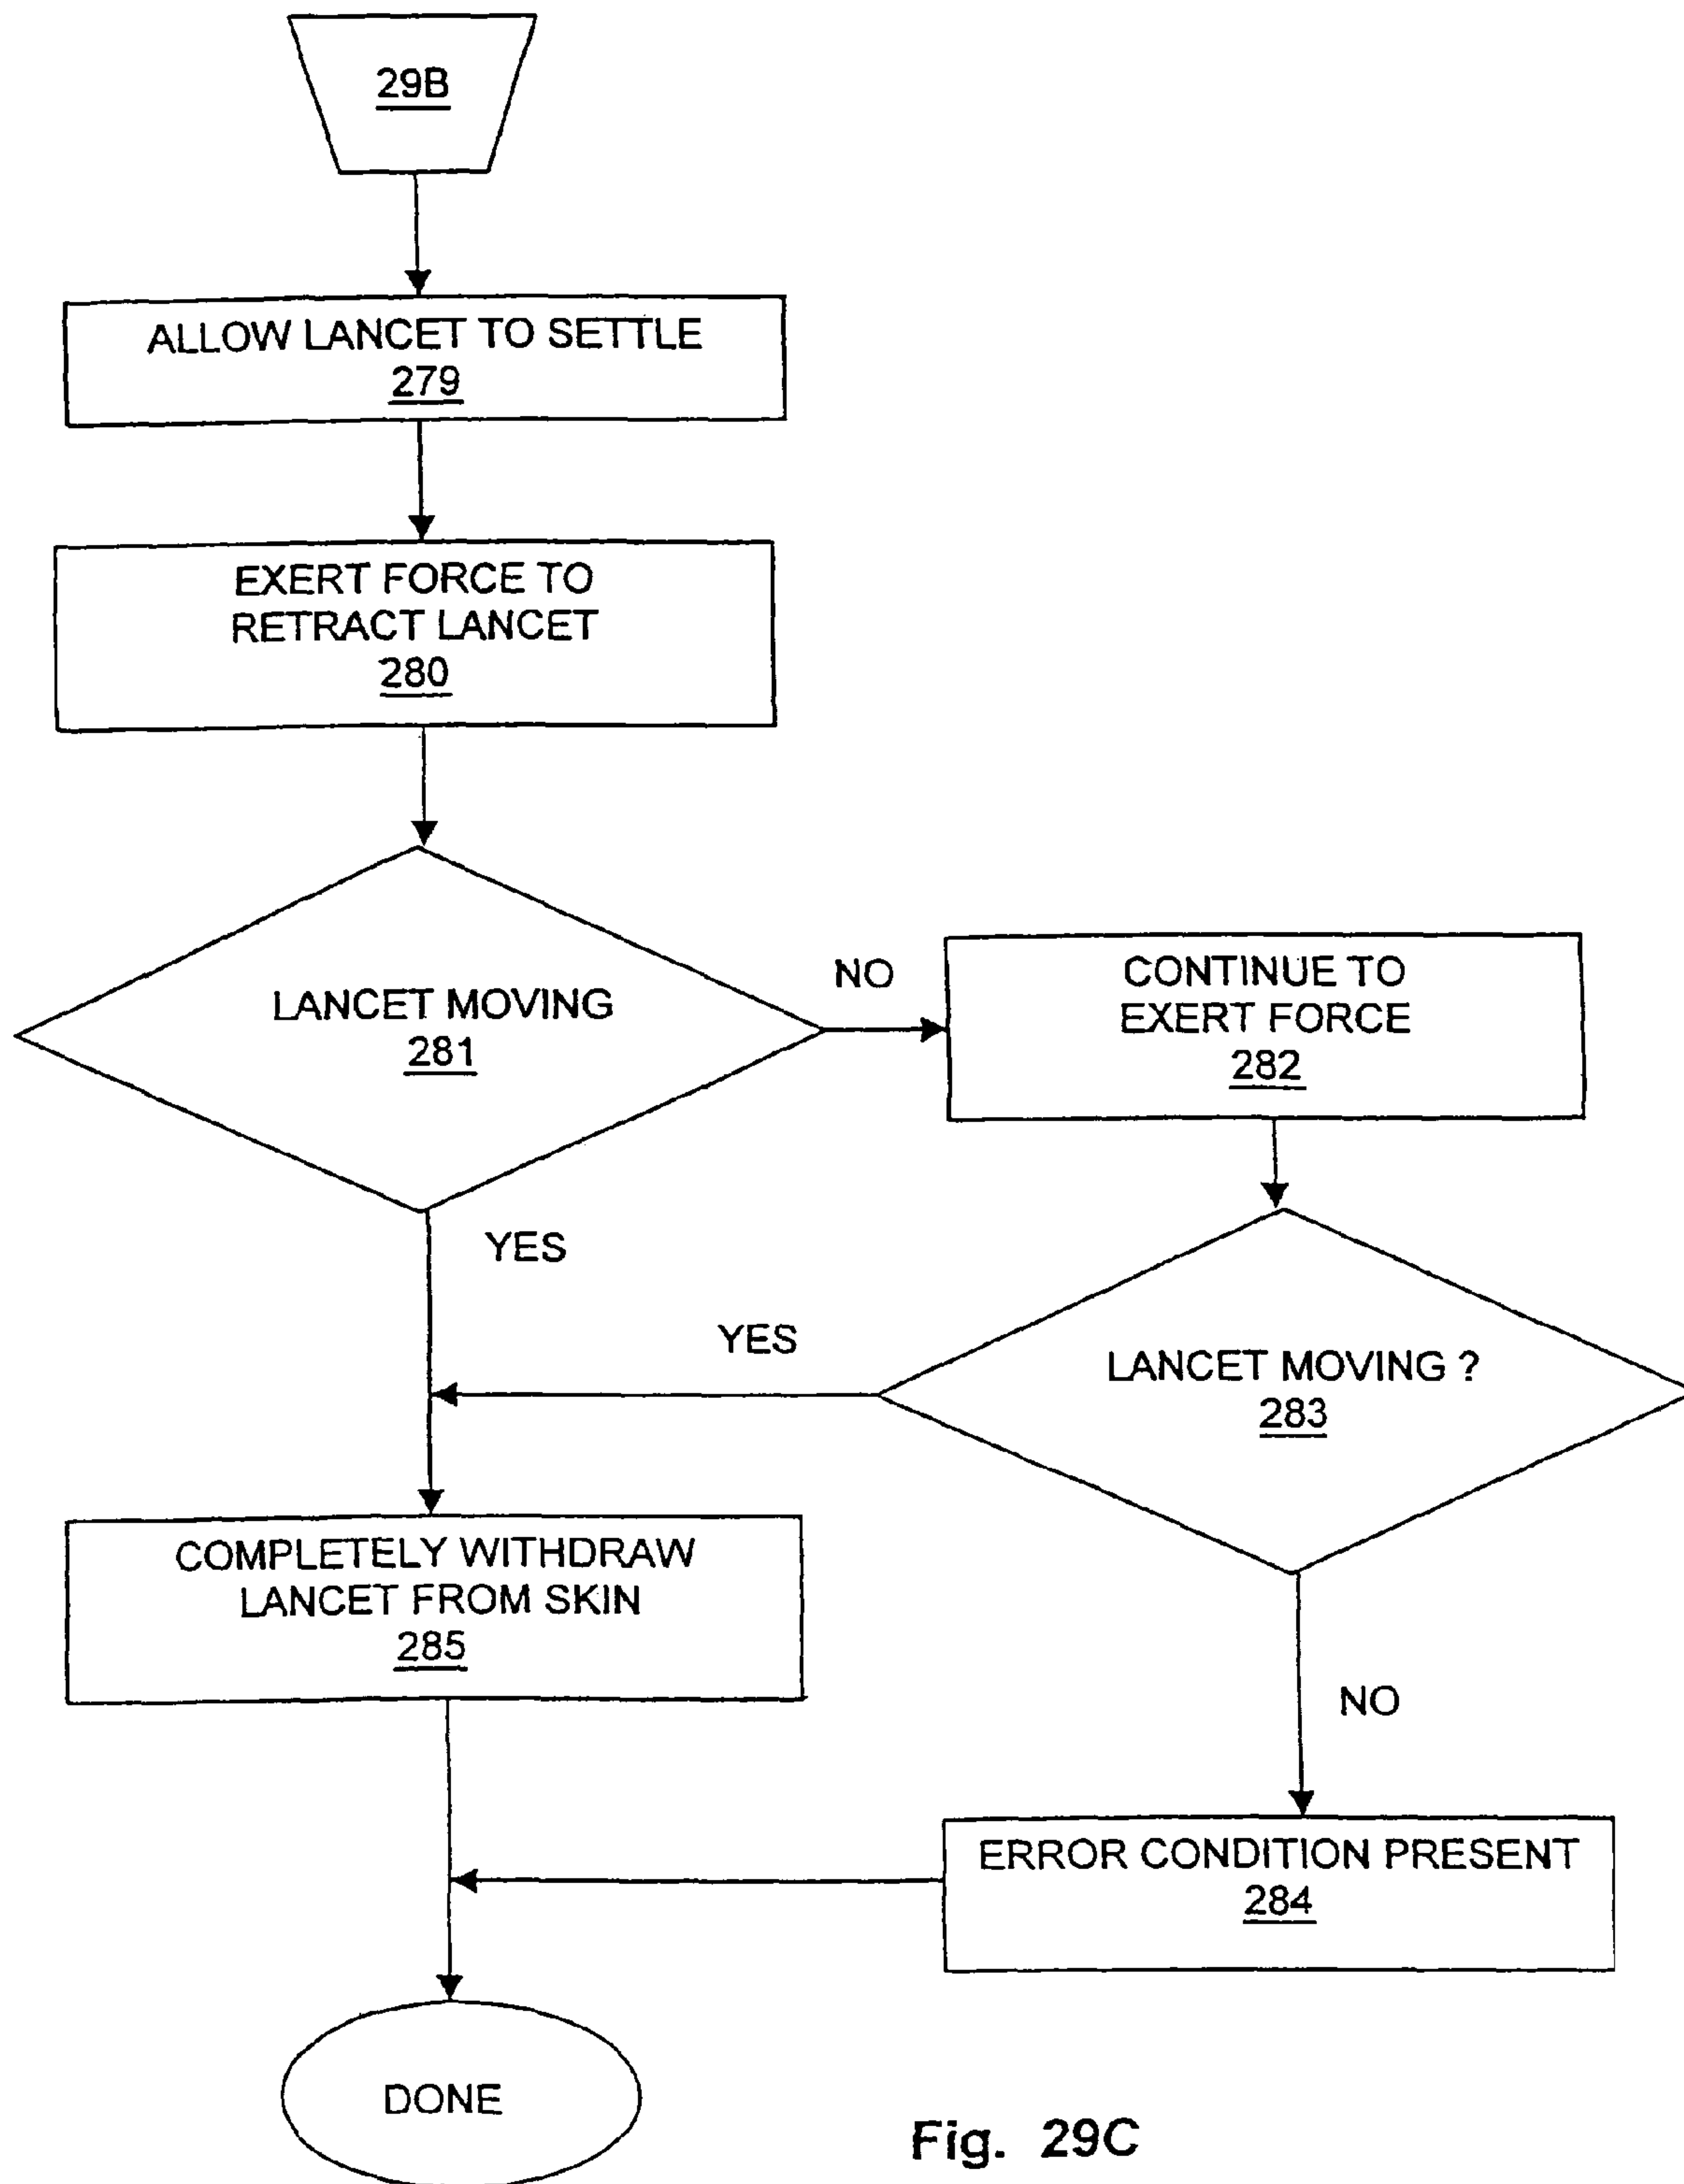 29B
ALLOW LANCET TO SETTLE
279
EXERT FORCE TO
RETRACT LANCET
280
LANCET MOVING
281
NO
CONTINUE TO
EXERT FORCE
282
YES
YES
LANCET MOVING ?
283
COMPLETELY WITHDRAW
LANCET FROM SKIN
285
NO
ERROR CONDITION PRESENT
284
DONE
Fig. 29C